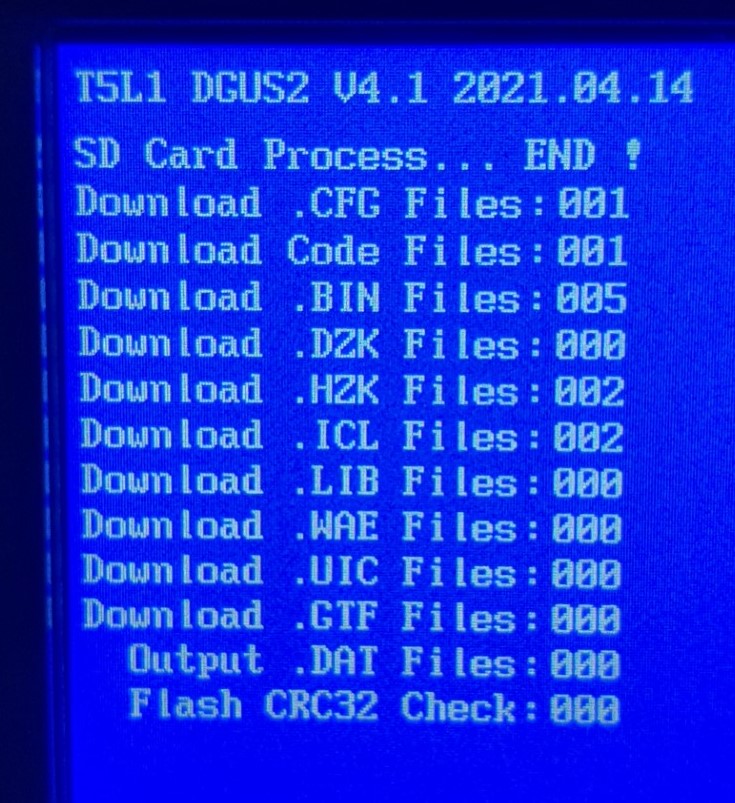 T5L1 DGUS2 V4.1 2021.04.14
SD Card Process... END !
Download .CFG Files:001
Download Code Files:001
Download .BIN Files:005
Download .DZK Files:000
Download .HZK Files:002
Download .ICL Files:002
Download .LIB Files:000
Download .WAE Files:000
Download .UIC Files:000
Download .GTF Files:000
Output .DAT Files:000
Flash CRC32 Check:000